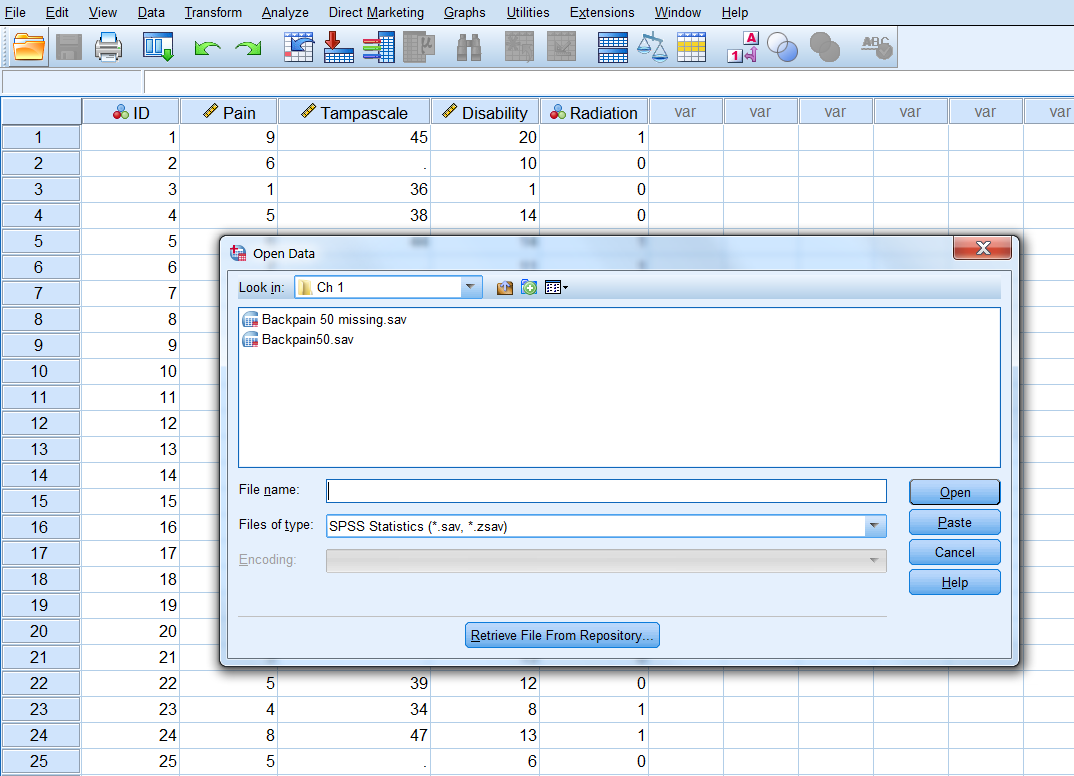 File Edit View Data Transform Analyze Direct Marketing Graphs Utilities Extensions Window Help
1 A
ABC
ID Pain Tampascale Disability Radiation var var var var var var
1 1 9 45 20 1
2 2 6 . 10 0
3 3 1 36 1 0
4 4 5 38 14 0
5 5
6 6
7 7
8 8
9 9
10 10
11 11
12 12
13 13
14 14
15 15
16 16
17 17
18 18
19 19
20 20
21 21
22 22 5 39 12 0
23 23 4 34 8 1
24 24 8 47 13 1
25 25 5 . 6 0
Open Data
Look in: Ch 1
Backpain 50 missing.sav
Backpain50.sav
File name:
Open
Files of type: SPSS Statistics (*.sav, *.zsav)
Paste
Encoding:
Cancel
Help
Retrieve File From Repository...